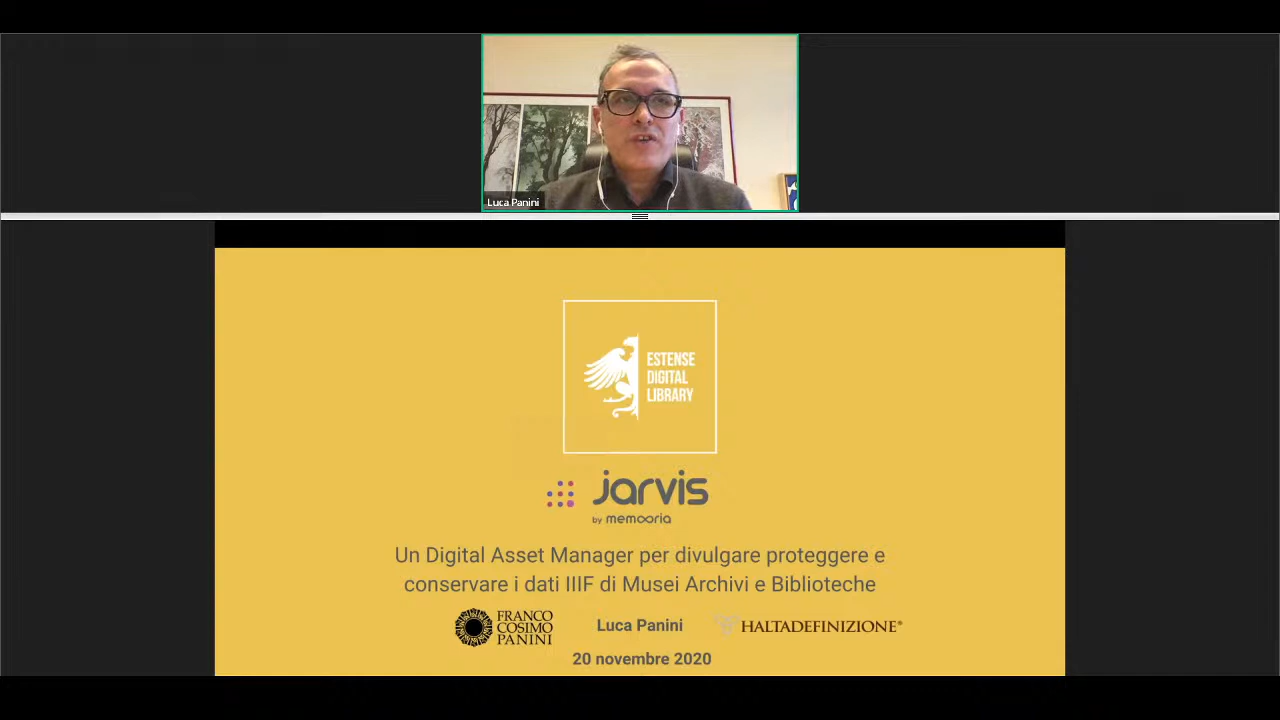 Luca Panini
ESTENSE
DIGITAL
LIBRARY
jarvis
by memooria
Un Digital Asset Manager per divulgare proteggere e
conservare i dati IIIF di Musei Archivi e Biblioteche
FRANCO
COSIMO
PANINI
Luca Panini
HALTADEFINIZIONE®
20 novembre 2020